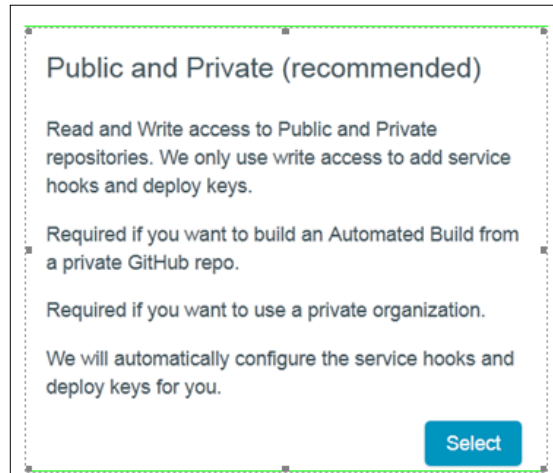 Public and Private (recommended)
Read and Write access to Public and Private
repositories. We only use write access to add service
hooks and deploy keys.
Required if you want to build an Automated Build from
a private GitHub repo.
Required if you want to use a private organization.
We will automatically configure the service hooks and
deploy keys for you.
Select